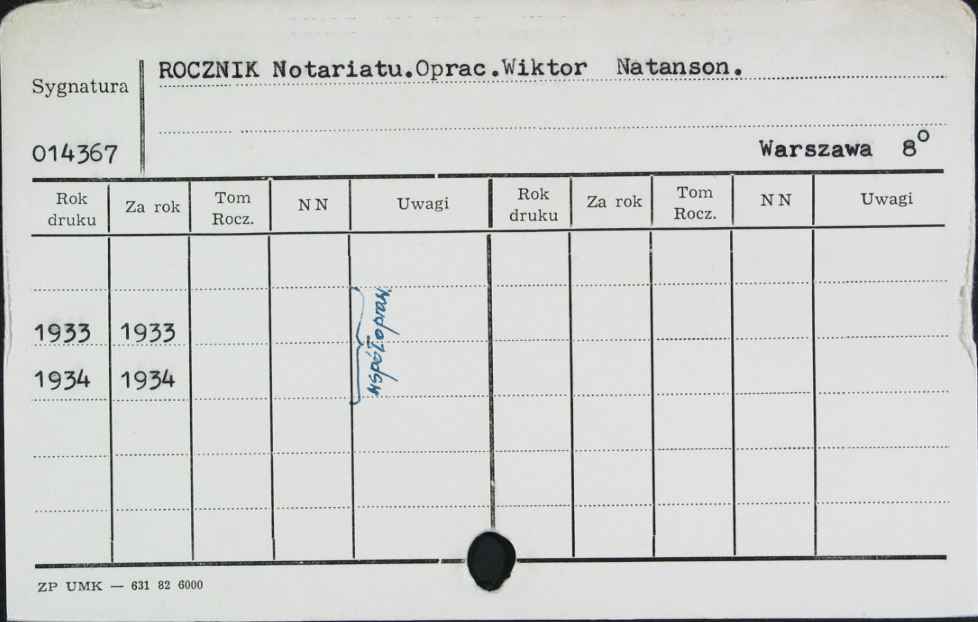 ROCZNIK Notariatu.Oprac.Wiktor Natanson.
Sygnatura
014367
Warszawa 8°
Rok druku Za rok Tom Rocz. NN Uwagi Rok druku Za rok Tom Rocz. NN Uwagi
1933 1933
1934 1934
współopraw.
ZP UMK — 631 82 6000